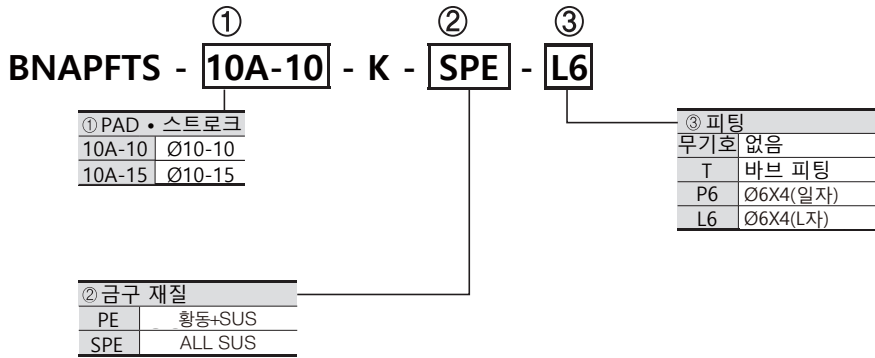 ① ② ③
BNAPFTS - 10A-10 - K - SPE - L6
①PAD • 스트로크
10A-10 Ø10-10
10A-15 Ø10-15
③ 피팅
무기호 없음
T 바브 피팅
P6 Ø6X4(일자)
L6 Ø6X4(L자)
②금구 재질
PE 황동+SUS
SPE ALL SUS